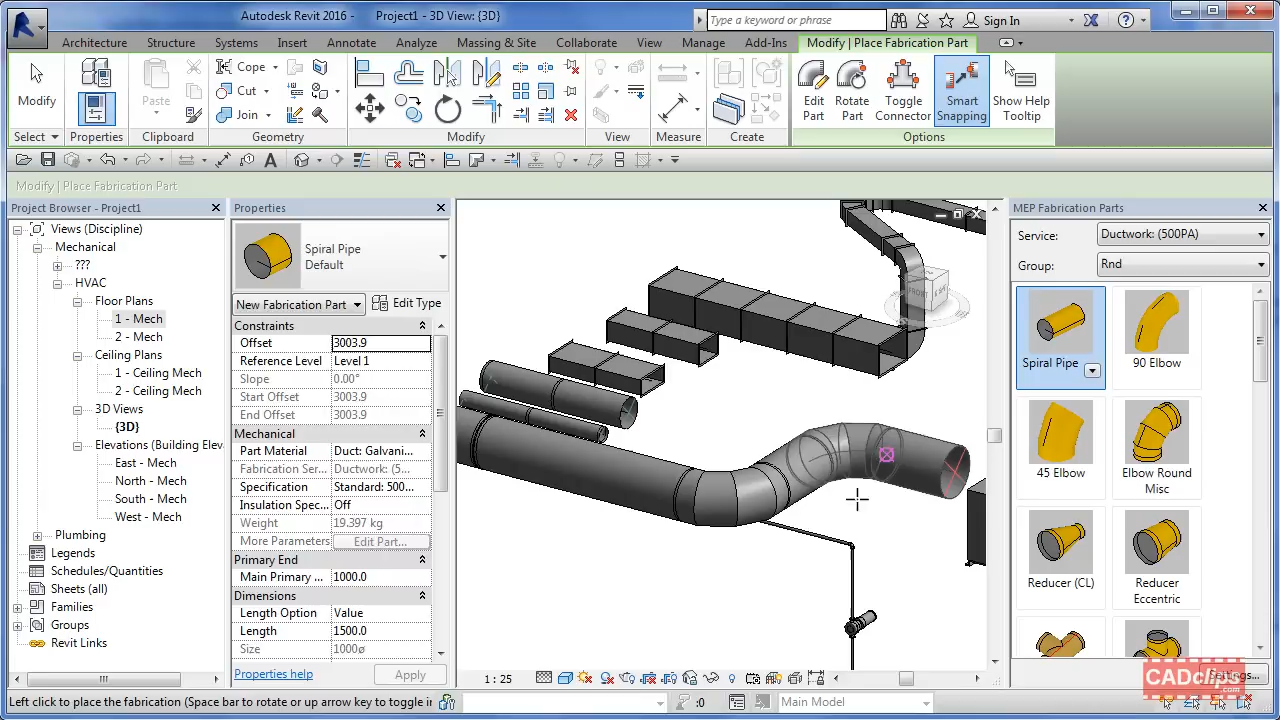 Autodesk Revit 2016 - Project1 - 3D View: {3D}
Type a keyword or phrase
Sign In
Architecture Structure Systems Insert Annotate Analyze Massing & Site Collaborate View Manage Add-Ins Modify | Place Fabrication Part
Modify
Paste
Cope
Cut
Join
Edit Part
Rotate Part
Toggle Connector
Smart Snapping
Show Help Tooltip
Select Properties Clipboard Geometry Modify View Measure Create Options
Modify | Place Fabrication Part
Project Browser - Project1
Views (Discipline)
Mechanical
???
HVAC
Floor Plans
1 - Mech
2 - Mech
Ceiling Plans
1 - Ceiling Mech
2 - Ceiling Mech
3D Views
{3D}
Elevations (Building Elev
East - Mech
North - Mech
South - Mech
West - Mech
Plumbing
Legends
Schedules/Quantities
Sheets (all)
Families
Groups
Revit Links
Properties
Spiral Pipe
Default
New Fabrication Part Edit Type
Constraints
Offset 3003.9
Reference Level Level 1
Slope 0.00°
Start Offset 3003.9
End Offset 3003.9
Mechanical
Part Material Duct: Galvani...
Fabrication Ser... Ductwork: (5...
Specification Standard: 500...
Insulation Spec... Off
Weight 19.397 kg
More Parameters Edit Part...
Primary End
Main Primary ... 1000.0
Dimensions
Length Option Value
Length 1500.0
Size 1000ø
Properties help Apply
FRONT
1 : 25
MEP Fabrication Parts
Service: Ductwork: (500PA)
Group: Rnd
Spiral Pipe
90 Elbow
45 Elbow
Elbow Round Misc
Reducer (CL)
Reducer Eccentric
Settings...
CADclips
.com
Left click to place the fabrication (Space bar to rotate or up arrow key to toggle in
:0
Main Model